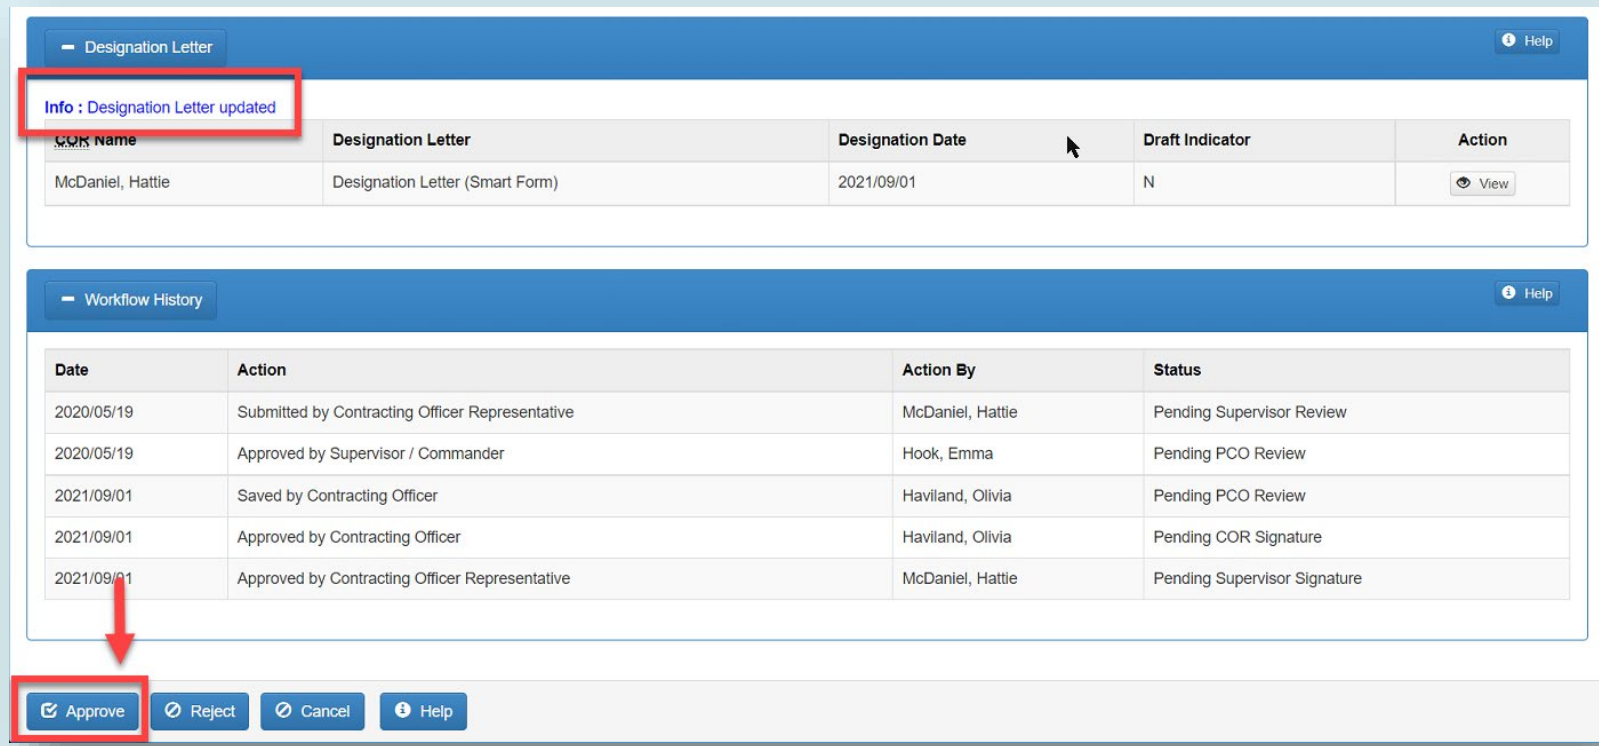 Designation Letter
Help
Info : Designation Letter updated
COR Name Designation Letter Designation Date Draft Indicator Action
McDaniel, Hattie Designation Letter (Smart Form) 2021/09/01 N View
Workflow History
Help
Date Action Action By Status
2020/05/19 Submitted by Contracting Officer Representative McDaniel, Hattie Pending Supervisor Review
2020/05/19 Approved by Supervisor / Commander Hook, Emma Pending PCO Review
2021/09/01 Saved by Contracting Officer Haviland, Olivia Pending PCO Review
2021/09/01 Approved by Contracting Officer Haviland, Olivia Pending COR Signature
2021/09/01 Approved by Contracting Officer Representative McDaniel, Hattie Pending Supervisor Signature
Approve Reject Cancel Help